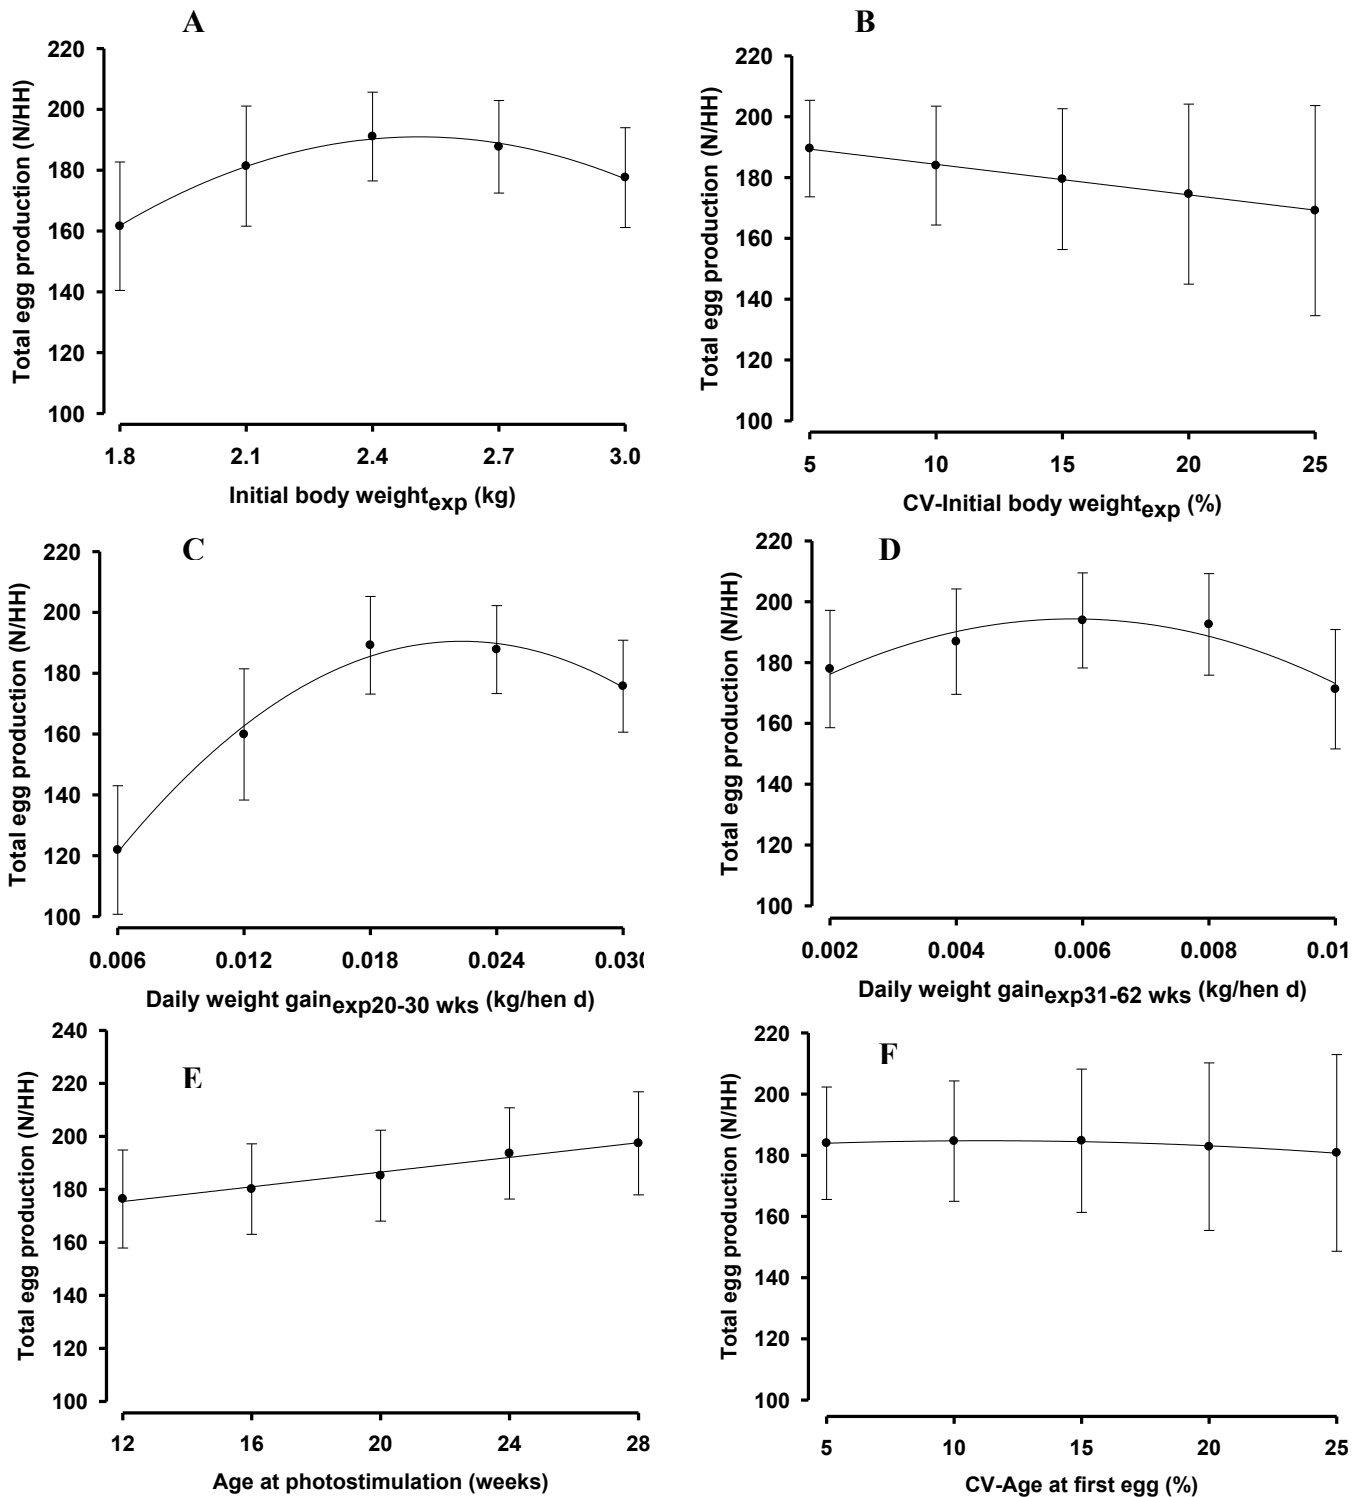 A
Total egg production (N/HH)
220
200
180
160
140
120
100
1.8 2.1 2.4 2.7 3.0
Initial body weightexp (kg)
B
Total egg production (N/HH)
220
200
180
160
140
120
100
5 10 15 20 25
CV-Initial body weightexp (%)
C
Total egg production (N/HH)
220
200
180
160
140
120
100
0.006 0.012 0.018 0.024 0.030
Daily weight gainexp20-30 wks (kg/hen d)
D
Total egg production (N/HH)
220
200
180
160
140
120
100
0.002 0.004 0.006 0.008 0.01
Daily weight gainexp31-62 wks (kg/hen d)
E
Total egg production (N/HH)
240
220
200
180
160
140
120
100
12 16 20 24 28
Age at photostimulation (weeks)
F
Total egg production (N/HH)
220
200
180
160
140
120
100
5 10 15 20 25
CV-Age at first egg (%)